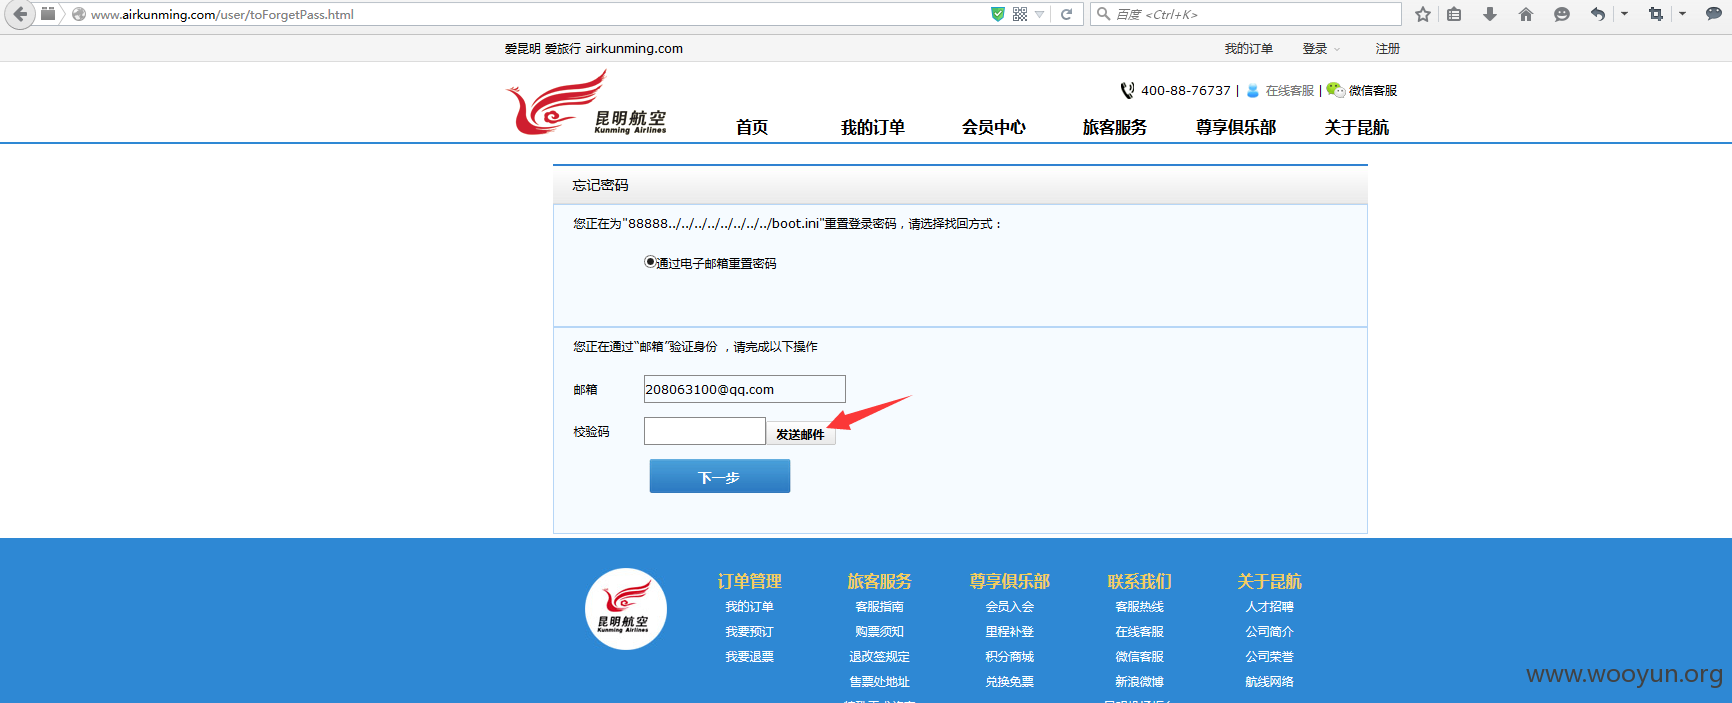 www.airkunming.com/user/toForgetPass.html
百度 <Ctrl+K>
爱昆明 爱旅行 airkunming.com
我的订单 登录 注册
昆明航空
Kunming Airlines
400-88-76737 | 在线客服 | 微信客服
首页 我的订单 会员中心 旅客服务 尊享俱乐部 关于昆航
忘记密码
您正在为"88888../../../../../../../../boot.ini"重置登录密码，请选择找回方式：
通过电子邮箱重置密码
您正在通过"邮箱"验证身份 ，请完成以下操作
邮箱 208063100@qq.com
校验码 发送邮件
下一步
昆明航空
Kunming Airlines
订单管理 旅客服务 尊享俱乐部 联系我们 关于昆航
我的订单 客服指南 会员入会 客服热线 人才招聘
我要预订 购票须知 里程补登 在线客服 公司简介
我要退票 退改签规定 积分商城 微信客服 公司荣誉
售票处地址 兑换免票 新浪微博 航线网络
www.wooyun.org